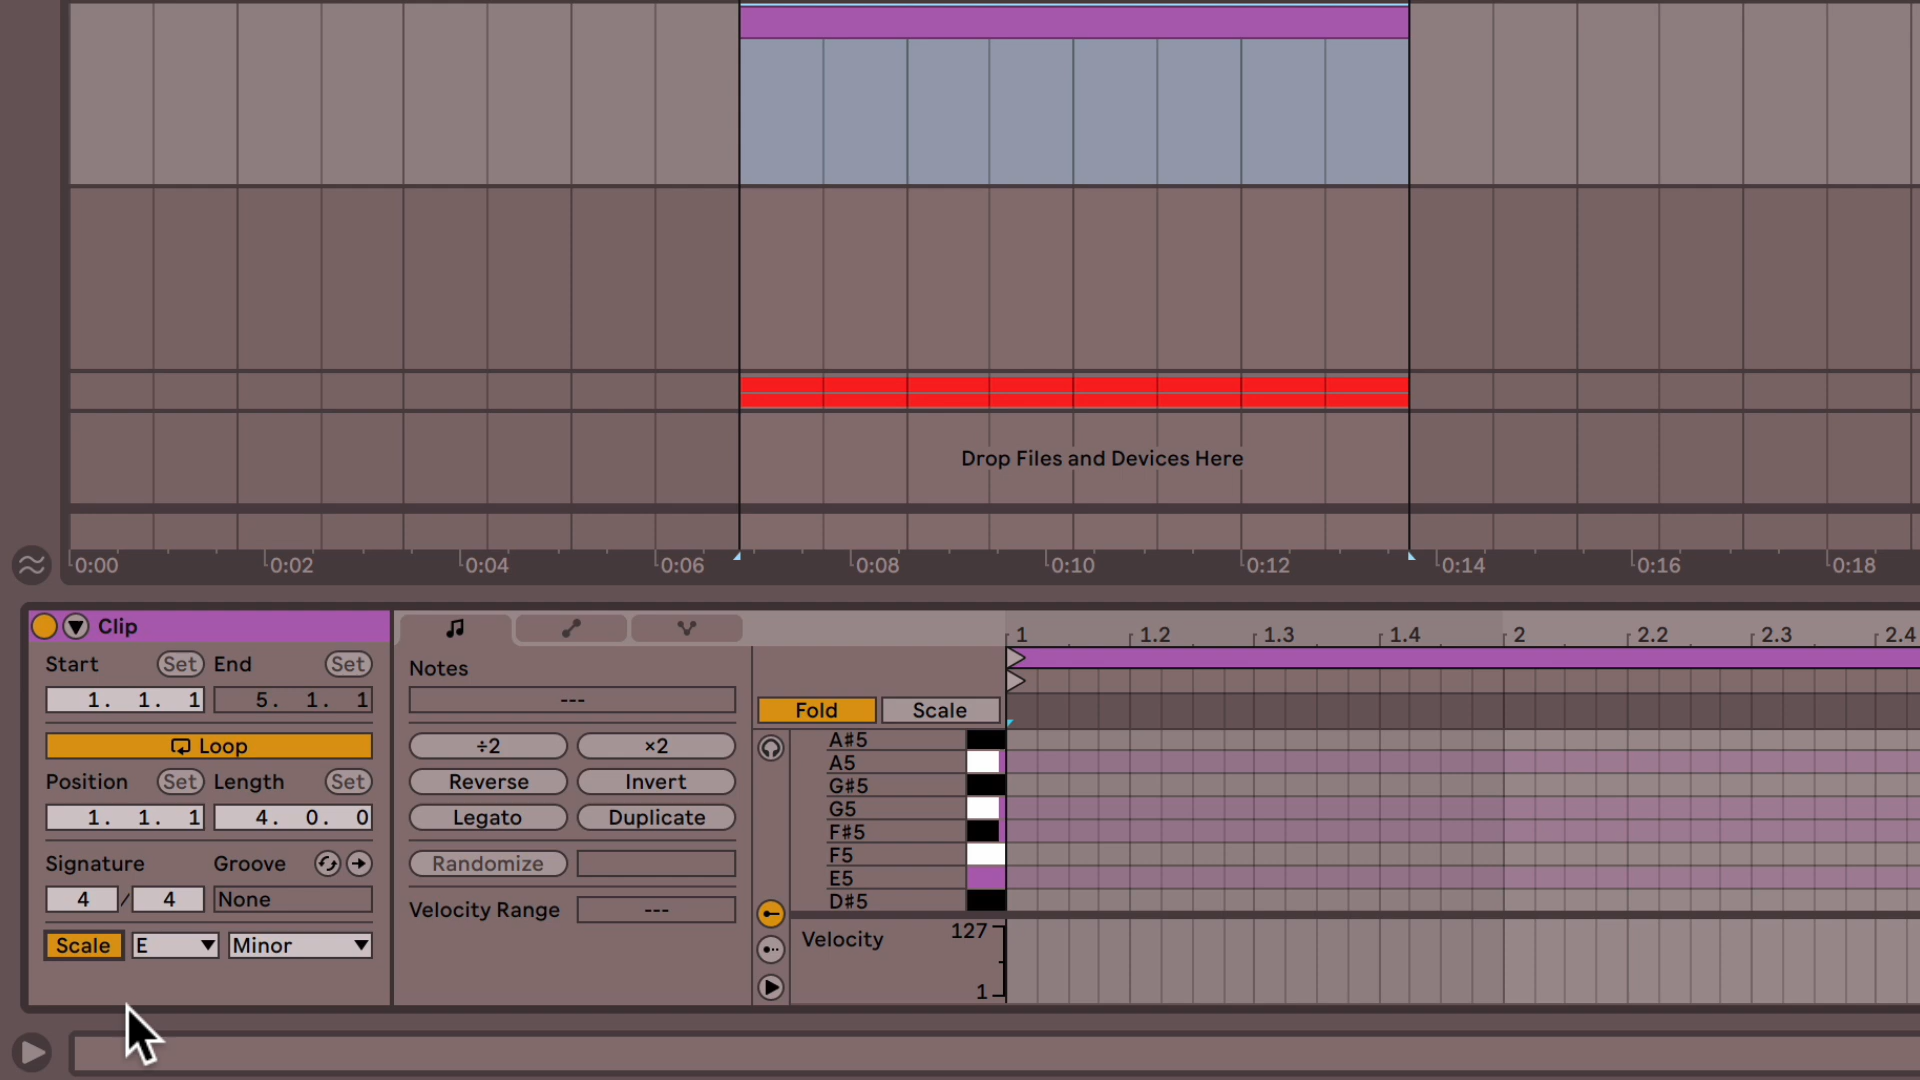 Drop Files and Devices Here
0:00 0:02 0:04 0:06 0:08 0:10 0:12 0:14 0:16 0:18
Clip
Start Set End Set
1. 1. 1 5. 1. 1
Loop
Position Set Length Set
1. 1. 1 4. 0. 0
Signature Groove
4 / 4 None
Scale E Minor
Notes
---
÷2 ×2
Reverse Invert
Legato Duplicate
Randomize
Velocity Range ---
1 1.2 1.3 1.4 2 2.2 2.3 2.4
Fold Scale
A#5
A5
G#5
G5
F#5
F5
E5
D#5
Velocity 127
1